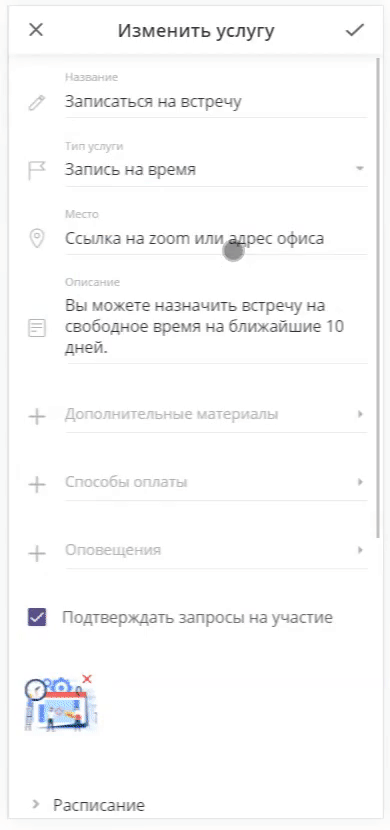 Изменить услугу
Название
Записаться на встречу
Тип услуги
Запись на время
Место
Ссылка на zoom или адрес офиса
Описание
Вы можете назначить встречу на
свободное время на ближайшие 10
дней.
Дополнительные материалы
Способы оплаты
Оповещения
Подтверждать запросы на участие
Расписание